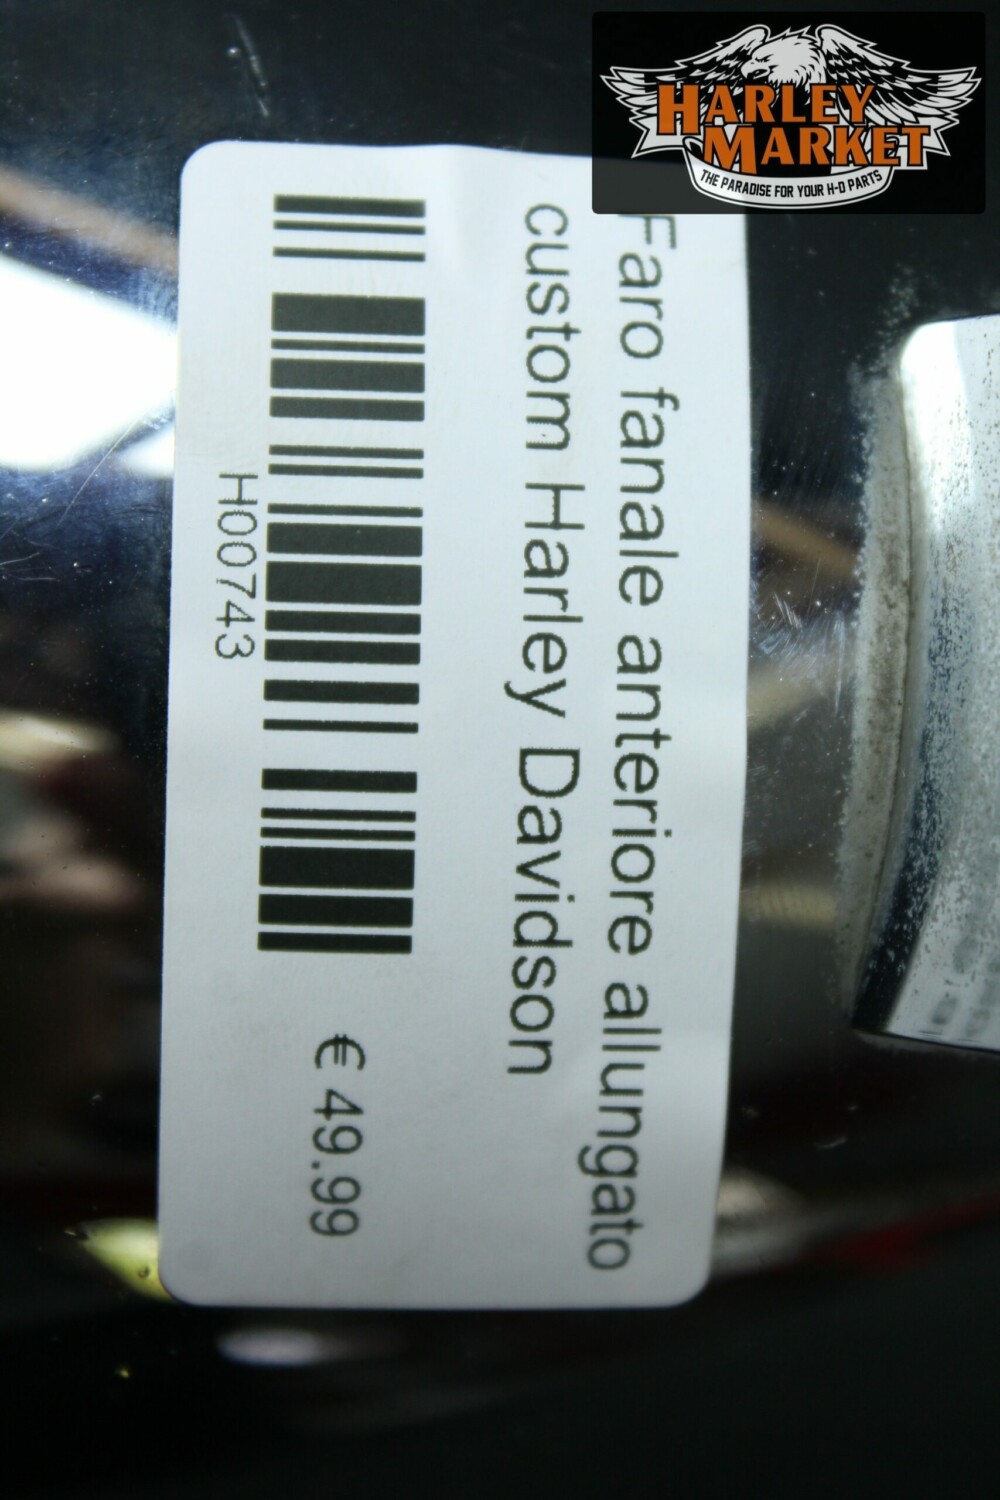 HARLEY
MARKET
THE PARADISE FOR YOUR H-D PARTS
Faro fanale anteriore allungato
custom Harley Davidson
H00743
€ 49.99